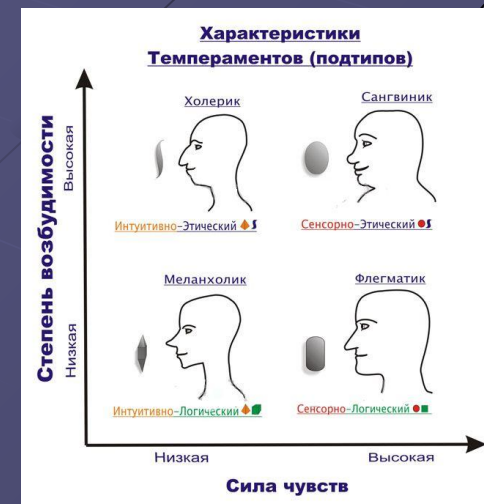 Характеристики
Темпераментов (подтипов)
Степень возбудимости
Высокая
Низкая
Холерик
Сангвиник
Интуитивно-Этический
Сенсорно-Этический
Меланхолик
Флегматик
Интуитивно-Логический
Сенсорно-Логический
Низкая
Высокая
Сила чувств